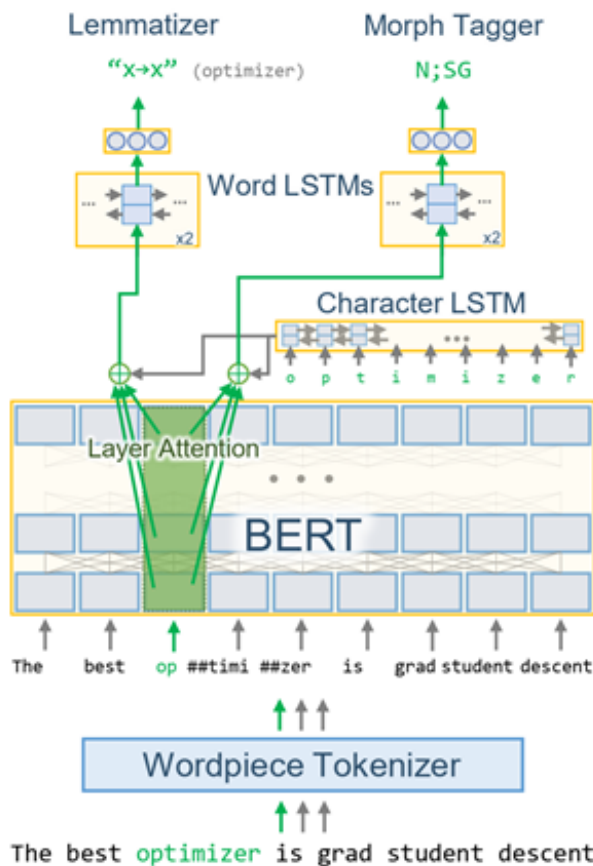 Lemmatizer Morph Tagger
“x→x” (optimizer) N;SG
Word LSTMs
... ... ... ...
x2 x2
Character LSTM
...
o p t i m i z e r
Layer Attention
...
BERT
The best op ##timi ##zer is grad student descent
Wordpiece Tokenizer
The best optimizer is grad student descent